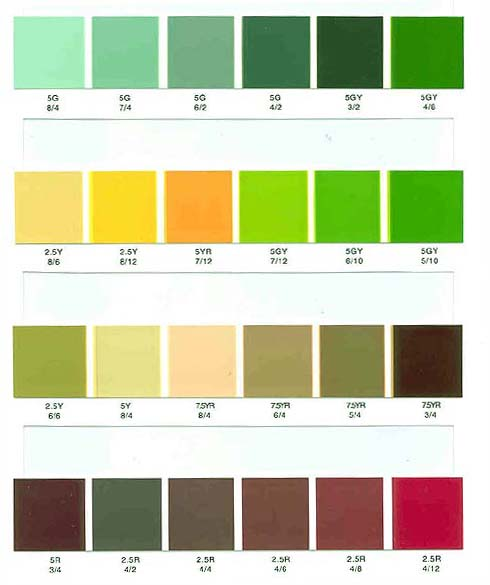 5G 5G 5G 5G 5GY 5GY
8/4 7/4 6/2 4/2 3/2 4/8
2.5Y 2.5Y 5YR 5GY 5GY 5GY
8/6 8/12 7/12 7/12 6/10 5/10
2.5Y 5Y 7.5YR 7.5YR 7.5YR 7.5YR
6/6 8/4 8/4 6/4 5/4 3/4
5R 2.5R 2.5R 2.5R 2.5R 2.5R
3/4 4/2 4/4 4/6 4/8 4/12